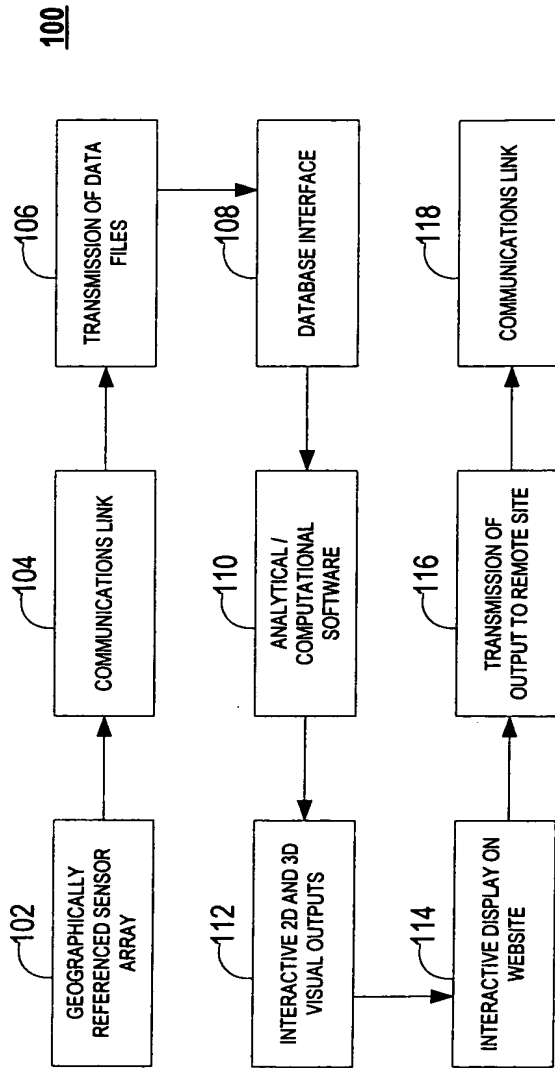 100
102
GEOGRAPHICALLY
REFERENCED SENSOR
ARRAY
104
COMMUNICATIONS LINK
106
TRANSMISSION OF DATA
FILES
108
DATABASE INTERFACE
110
ANALYTICAL /
COMPUTATIONAL
SOFTWARE
112
INTERACTIVE 2D AND 3D
VISUAL OUTPUTS
114
INTERACTIVE DISPLAY ON
WEBSITE
116
TRANSMISSION OF
OUTPUT TO REMOTE SITE
118
COMMUNICATIONS LINK